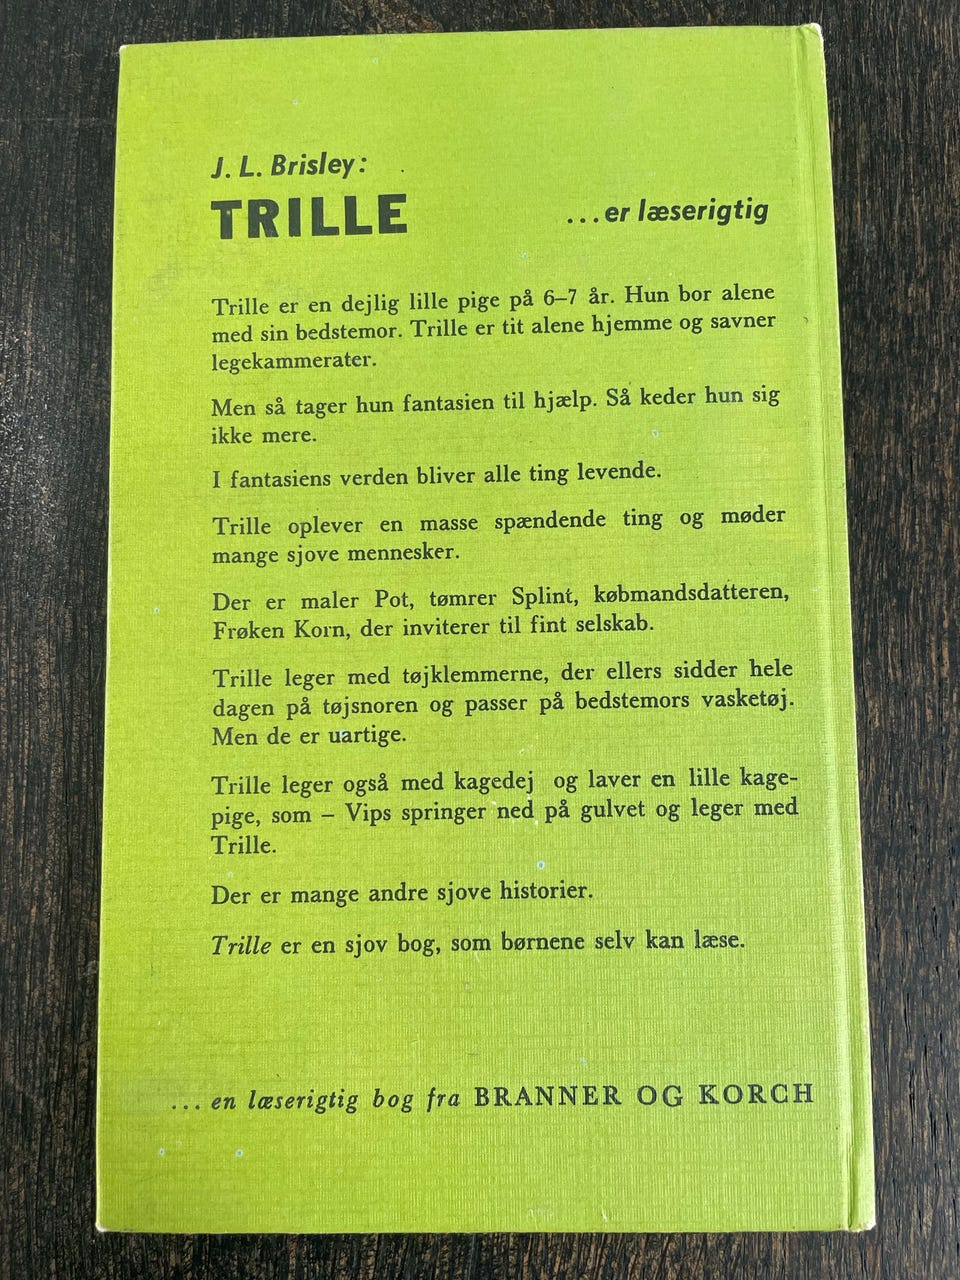 J. L. Brisley:
TRILLE ...er læserigtig
Trille er en dejlig lille pige på 6–7 år. Hun bor alene
med sin bedstemor. Trille er tit alene hjemme og savner
legekammerater.
Men så tager hun fantasien til hjælp. Så keder hun sig
ikke mere.
I fantasiens verden bliver alle ting levende.
Trille oplever en masse spændende ting og møder
mange sjove mennesker.
Der er maler Pot, tømrer Splint, købmandsdatteren,
Frøken Korn, der inviterer til fint selskab.
Trille leger med tøjklemmerne, der ellers sidder hele
dagen på tøjsnoren og passer på bedstemors vasketøj.
Men de er uartige.
Trille leger også med kagedej og laver en lille kage-
pige, som – Vips springer ned på gulvet og leger med
Trille.
Der er mange andre sjove historier.
Trille er en sjov bog, som børnene selv kan læse.
... en læserigtig bog fra BRANNER OG KORCH